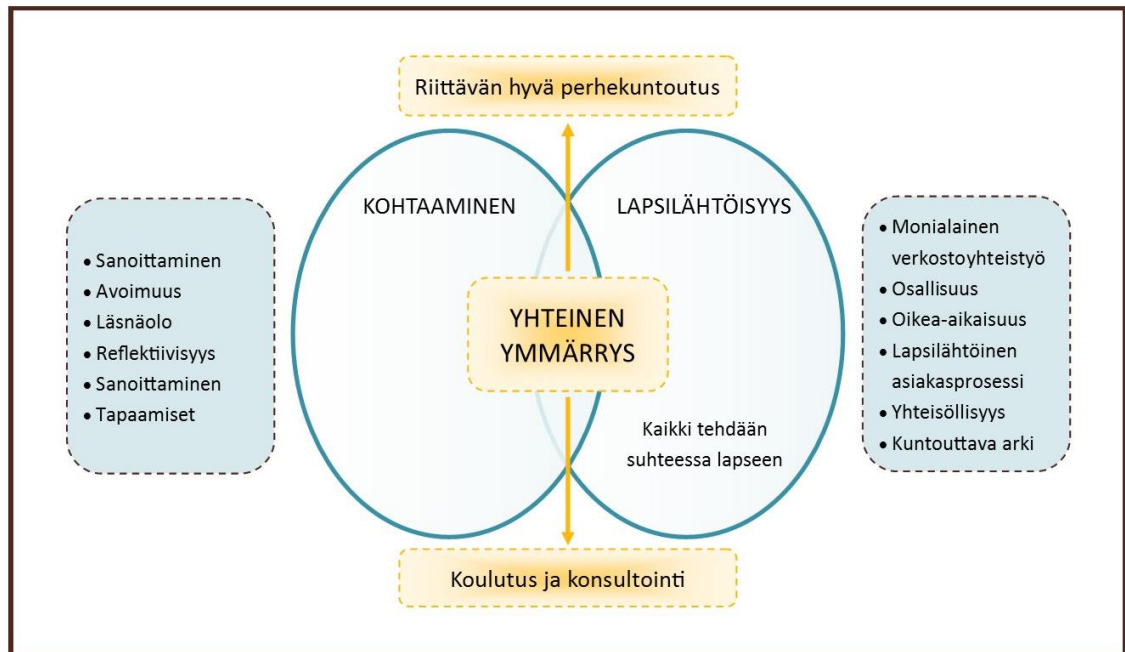 Riittävän hyvä perhekuntoutus
KOHTAAMINEN
LAPSILÄHTÖISYYS
• Sanoittaminen
• Avoimuus
• Läsnäolo
• Reflektiivisyys
• Sanoittaminen
• Tapaamiset
YHTEINEN
YMMÄRRYS
Kaikki tehdään
suhteessa lapseen
• Monialainen
verkostoyhteistyö
• Osallisuus
• Oikea-aikaisuus
• Lapsilähtöinen
asiakasprosessi
• Yhteisöllisyys
• Kuntouttava arki
Koulutus ja konsultointi